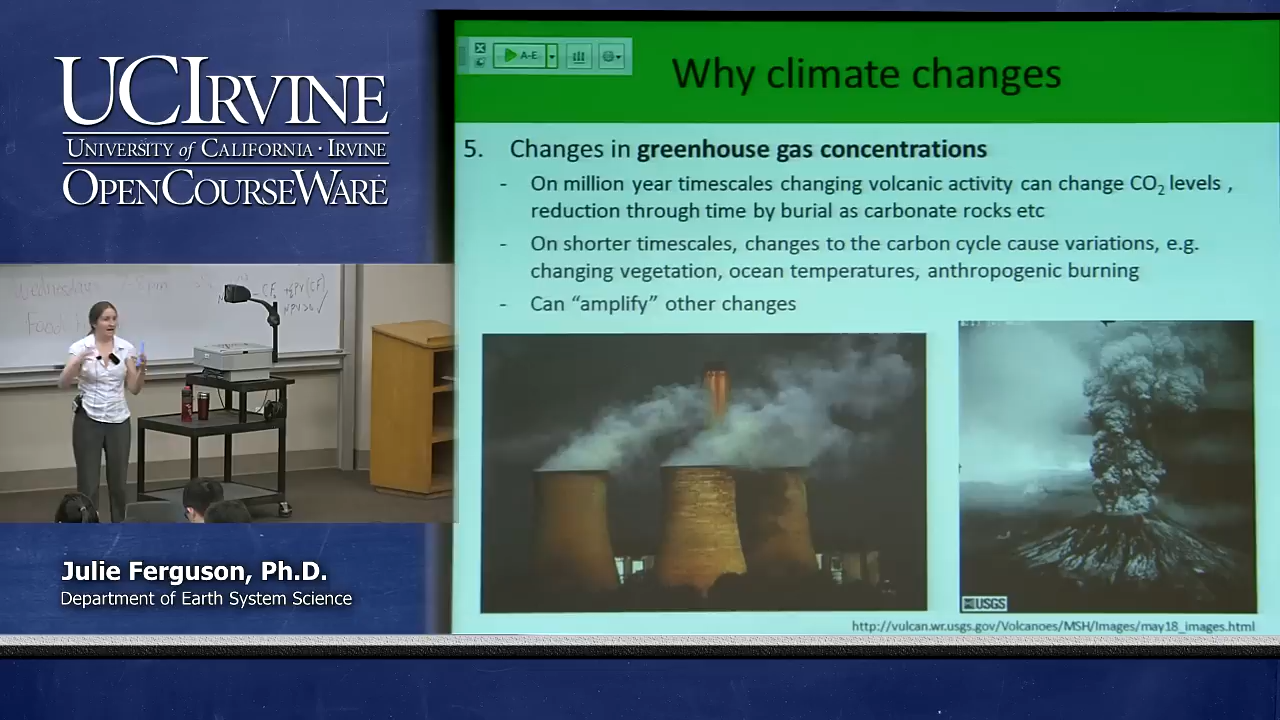 UCIRVINE
UNIVERSITY of CALIFORNIA · IRVINE
OPENCOURSEWARE
Wednesday
Julie Ferguson, Ph.D.
Department of Earth System Science
A-E
Why climate changes
5. Changes in greenhouse gas concentrations
- On million year timescales changing volcanic activity can change CO₂ levels ,
reduction through time by burial as carbonate rocks etc
- On shorter timescales, changes to the carbon cycle cause variations, e.g.
changing vegetation, ocean temperatures, anthropogenic burning
- Can “amplify” other changes
USGS
http://vulcan.wr.usgs.gov/Volcanoes/MSH/Images/may18_images.html